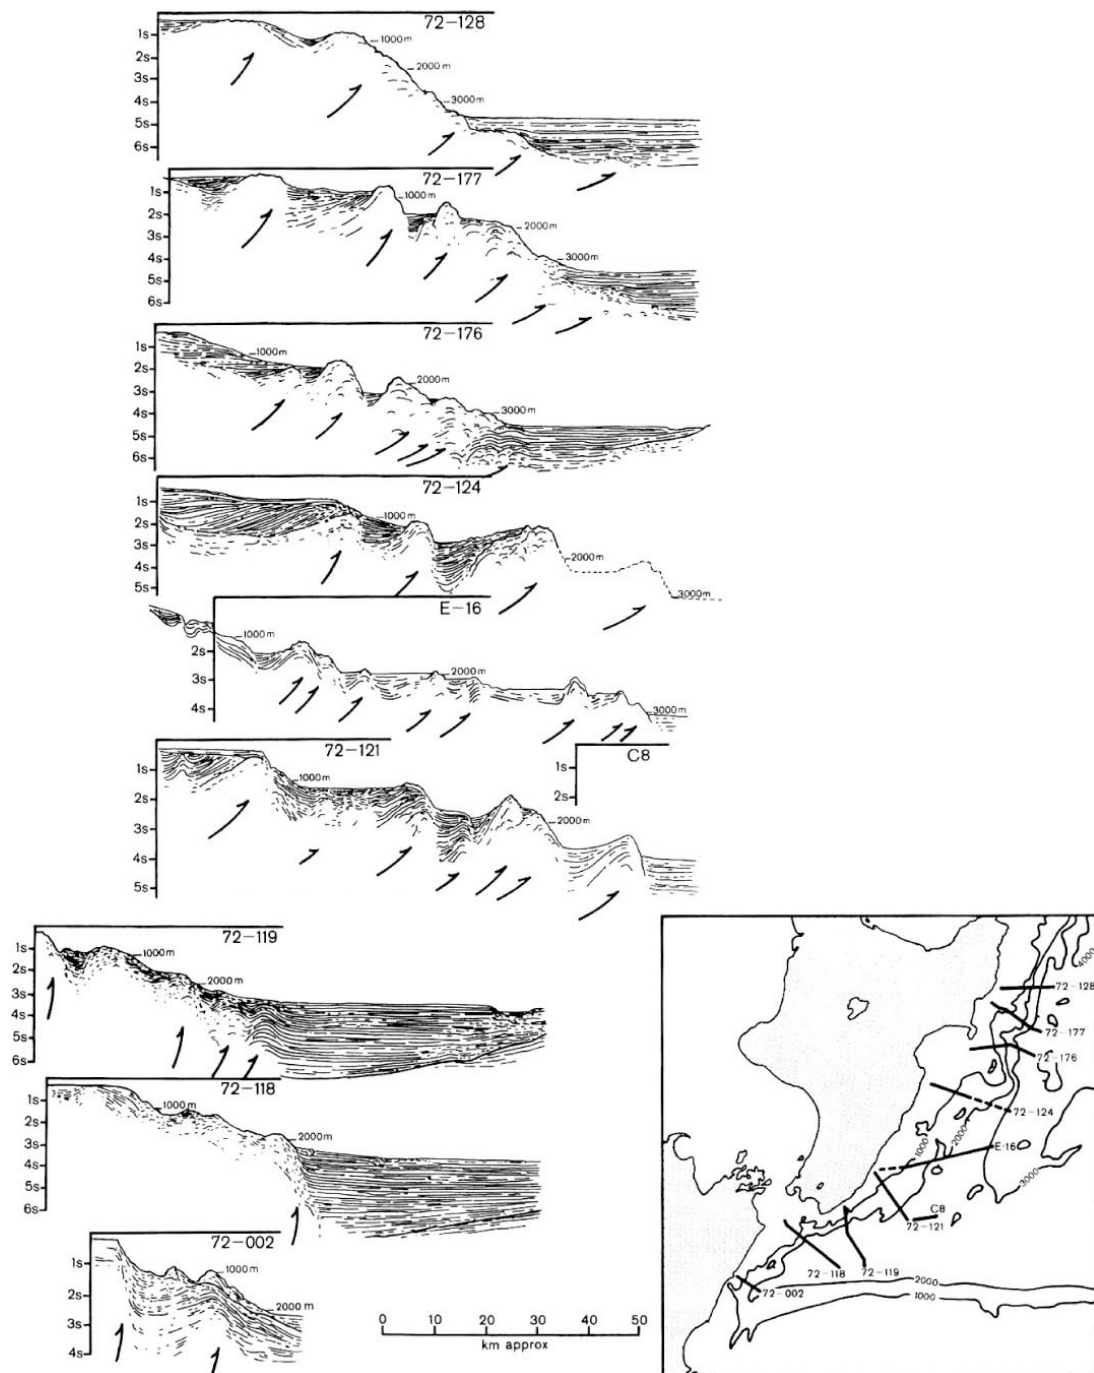 72-128
1s
2s
3s
4s
5s
6s
1000m
2000m
3000m
72-177
1s
2s
3s
4s
5s
6s
1000m
2000m
3000m
72-176
1s
2s
3s
4s
5s
6s
1000m
2000m
3000m
72-124
1s
2s
3s
4s
5s
1000m
2000m
3000m
E-16
2s
3s
4s
1000m
2000m
3000m
72-121
1s
2s
3s
4s
5s
1000m
2000m
C8
1s
2s
72-119
1s
2s
3s
4s
5s
6s
1000m
2000m
72-118
1s
2s
3s
4s
5s
6s
1000m
2000m
72-002
1s
2s
3s
4s
1000m
2000m
0 10 20 30 40 50
km approx
4000
72-128
72-177
72-176
72-124
1000
2000
E-16
3000
C8
72-121
72-118
72-119
72-002
2000
1000